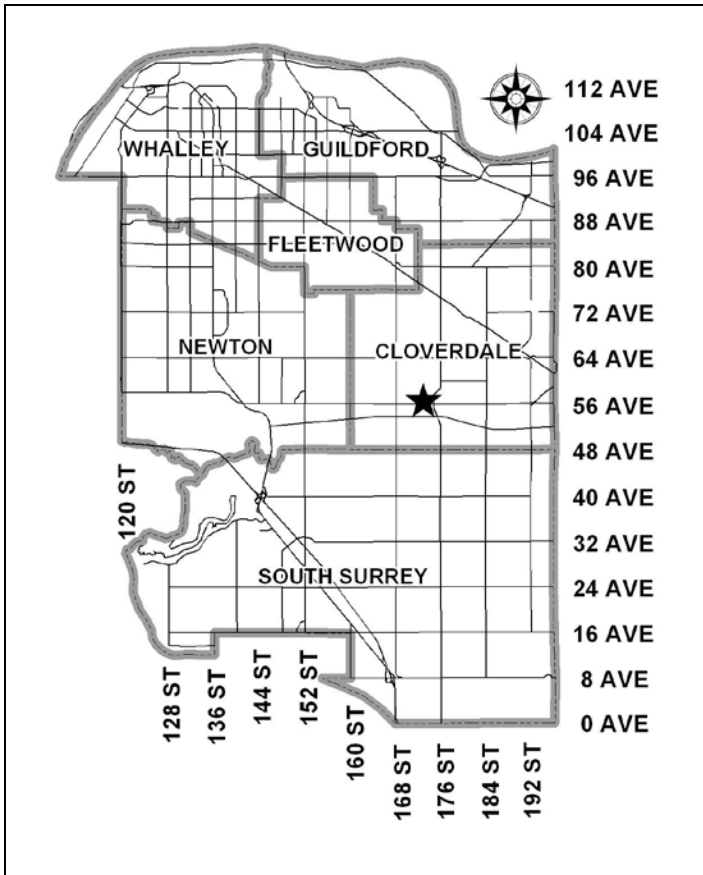 112 AVE
104 AVE
WHALLEY
GUILDFORD
96 AVE
88 AVE
FLEETWOOD
80 AVE
72 AVE
NEWTON
CLOVERDALE
64 AVE
56 AVE
48 AVE
120 ST
40 AVE
32 AVE
SOUTH SURREY
24 AVE
16 AVE
8 AVE
0 AVE
128 ST
136 ST
144 ST
152 ST
160 ST
168 ST
176 ST
184 ST
192 ST